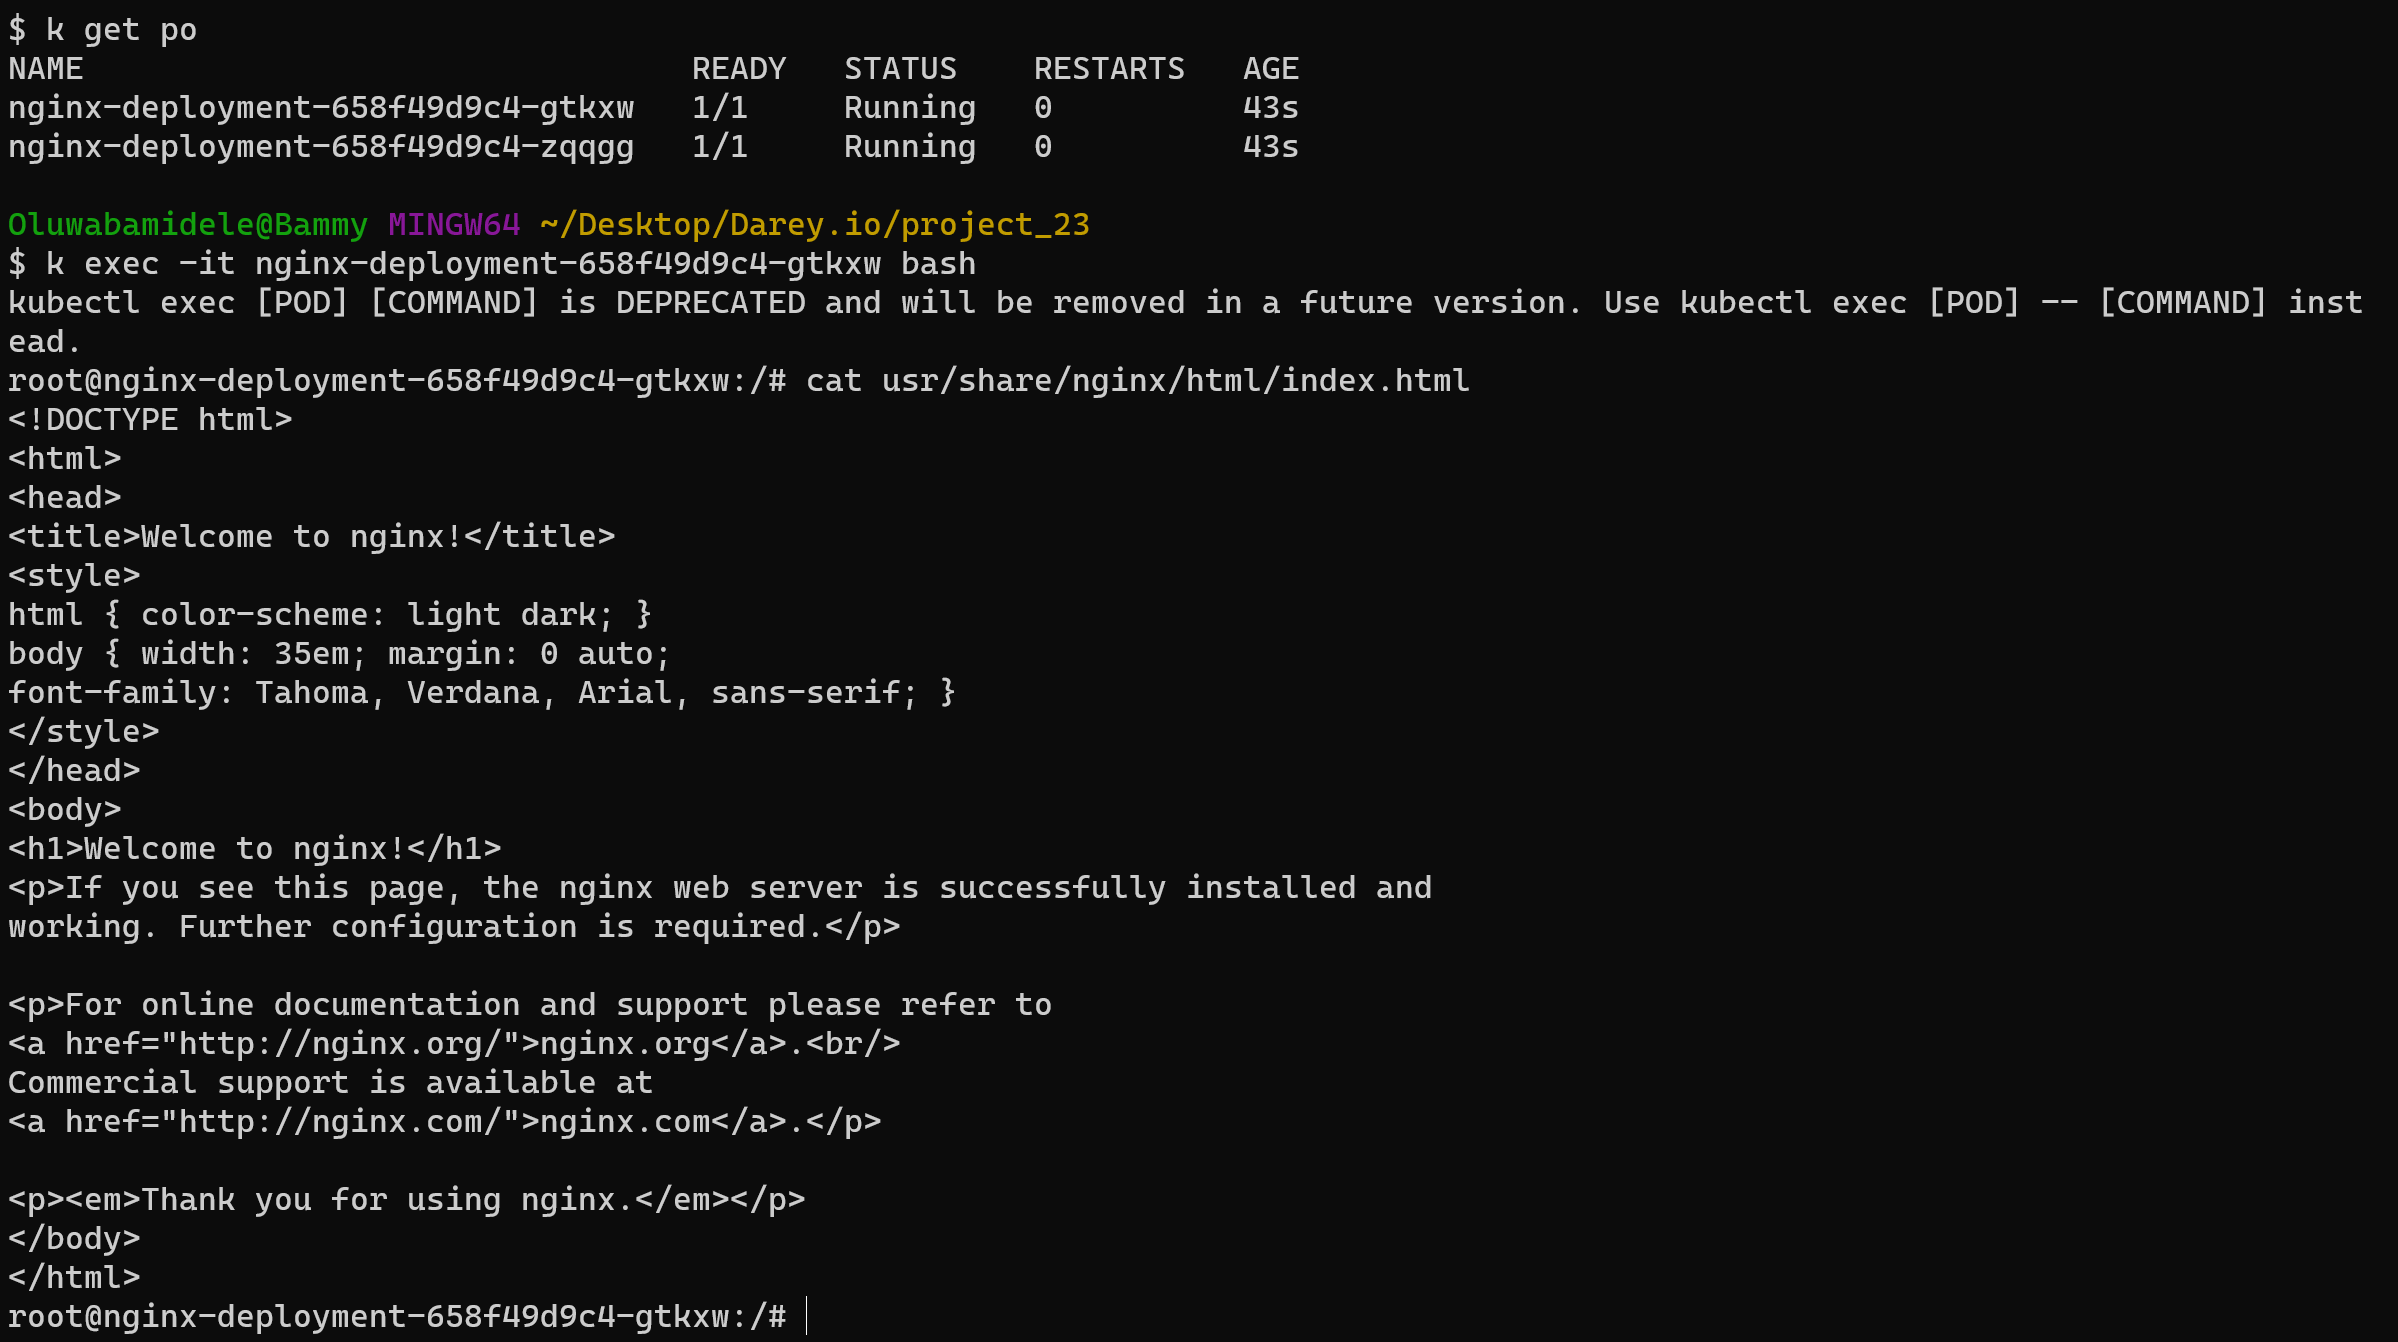 $ k get po
NAME                                READY   STATUS    RESTARTS   AGE
nginx-deployment-658f49d9c4-gtkxw   1/1     Running   0          43s
nginx-deployment-658f49d9c4-zqqgg   1/1     Running   0          43s

Oluwabamidele@Bammy MINGW64 ~/Desktop/Darey.io/project_23
$ k exec -it nginx-deployment-658f49d9c4-gtkxw bash
kubectl exec [POD] [COMMAND] is DEPRECATED and will be removed in a future version. Use kubectl exec [POD] -- [COMMAND] inst
ead.
root@nginx-deployment-658f49d9c4-gtkxw:/# cat usr/share/nginx/html/index.html
<!DOCTYPE html>
<html>
<head>
<title>Welcome to nginx!</title>
<style>
html { color-scheme: light dark; }
body { width: 35em; margin: 0 auto;
font-family: Tahoma, Verdana, Arial, sans-serif; }
</style>
</head>
<body>
<h1>Welcome to nginx!</h1>
<p>If you see this page, the nginx web server is successfully installed and
working. Further configuration is required.</p>

<p>For online documentation and support please refer to
<a href="http://nginx.org/">nginx.org</a>.<br/>
Commercial support is available at
<a href="http://nginx.com/">nginx.com</a>.</p>

<p><em>Thank you for using nginx.</em></p>
</body>
</html>
root@nginx-deployment-658f49d9c4-gtkxw:/#